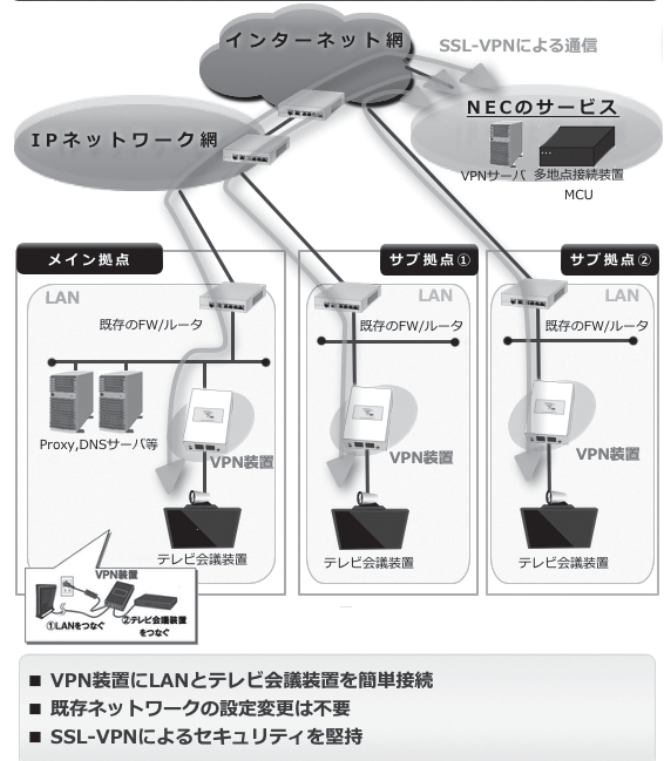 インターネット網
SSL-VPNによる通信
NECのサービス
IPネットワーク網
VPNサーバ 多地点接続装置
MCU
メイン拠点
サブ拠点①
サブ拠点②
LAN
LAN
LAN
既存のFW/ルータ
既存のFW/ルータ
既存のFW/ルータ
Proxy,DNSサーバ等
VPN装置
VPN装置
VPN装置
テレビ会議装置
テレビ会議装置
テレビ会議装置
VPN装置
①LANをつなぐ
②テレビ会議装置
をつなぐ
■ VPN装置にLANとテレビ会議装置を簡単接続
■ 既存ネットワークの設定変更は不要
■ SSL-VPNによるセキュリティを堅持